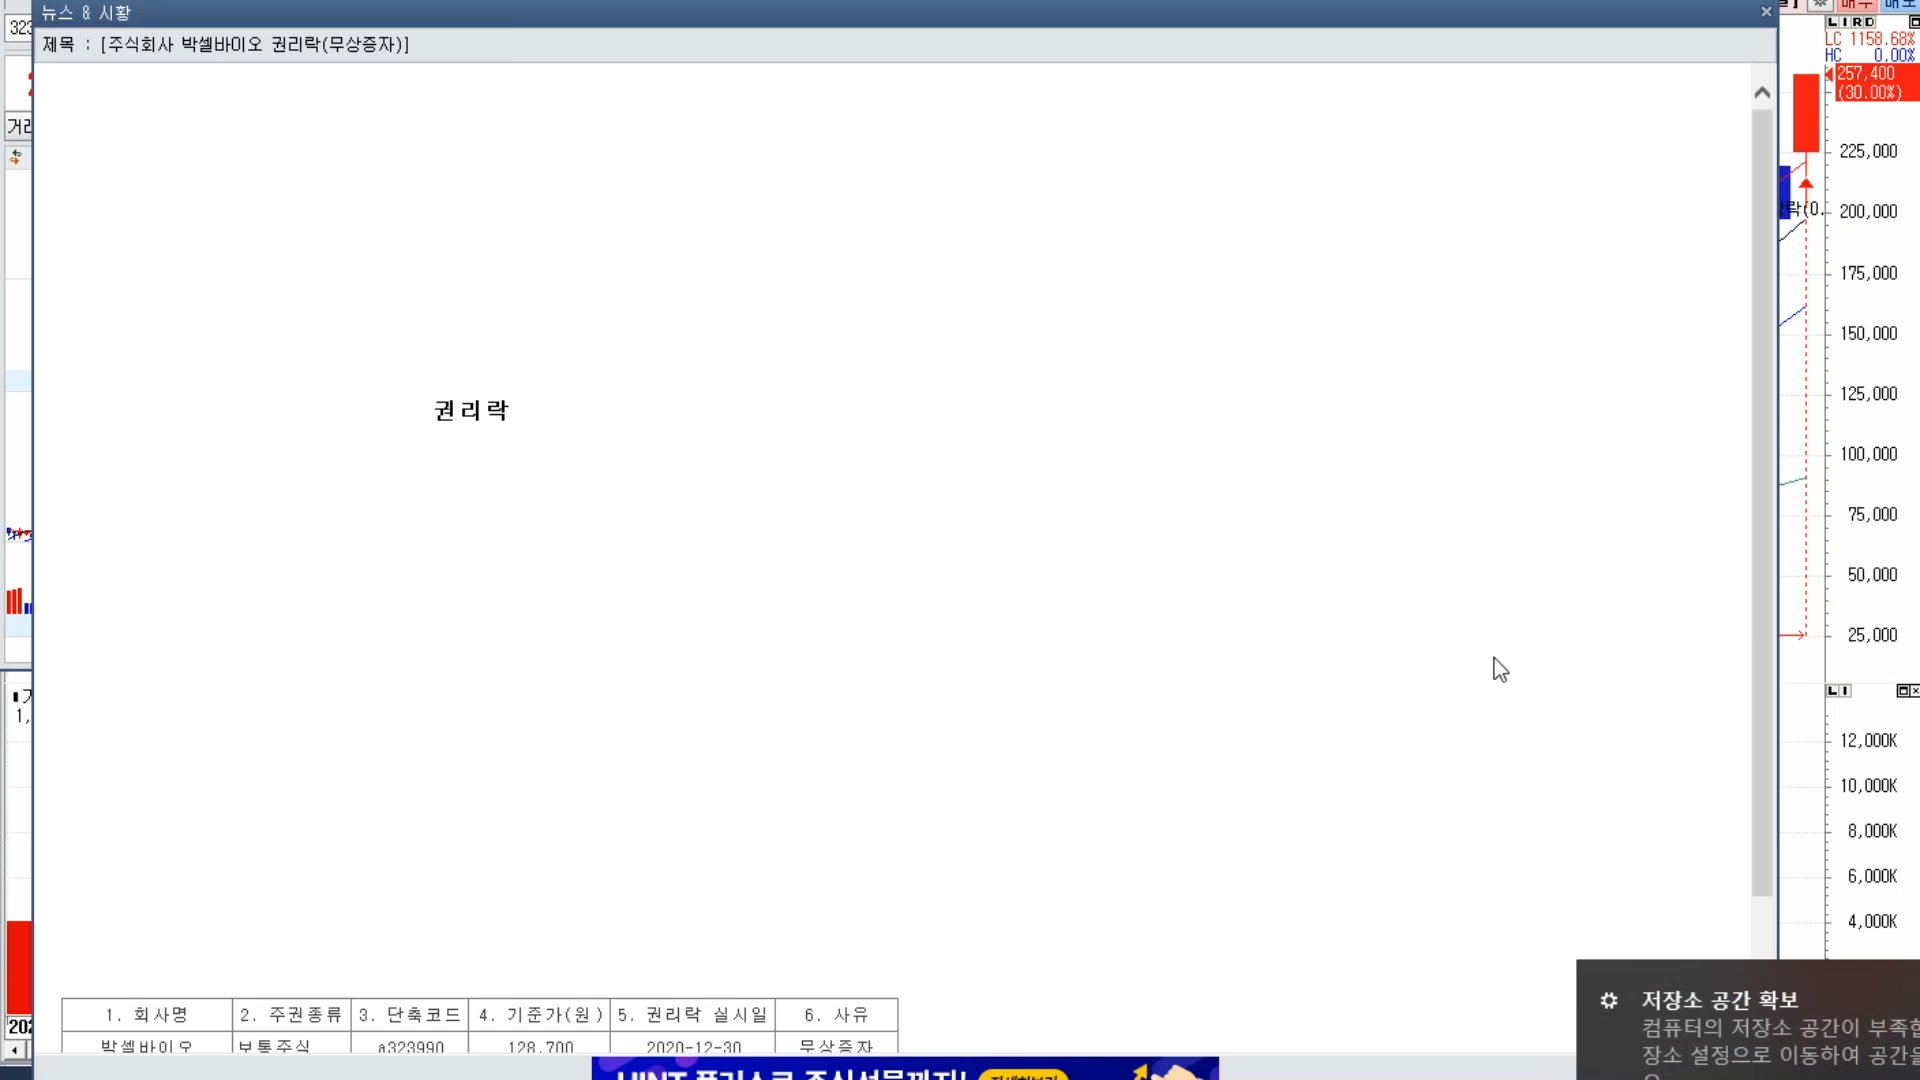 뉴스 & 시황
제목 : [주식회사 박셀바이오 권리락(무상증자)]
323
LIRD
LC 1158.68%
HC 0.00%
257,400
(30.00%)
225,000
200,000
175,000
150,000
125,000
100,000
75,000
50,000
25,000
권리락
LI
12,000K
10,000K
8,000K
6,000K
4,000K
1. 회사명 2. 주권종류 3. 단축코드 4. 기준가(원) 5. 권리락 실시일 6. 사유
박셀바이오 보통주식 a323990 128,700 2020-12-30 무상증자
저장소 공간 확보
컴퓨터의 저장소 공간이 부족합
장소 설정으로 이동하여 공간을